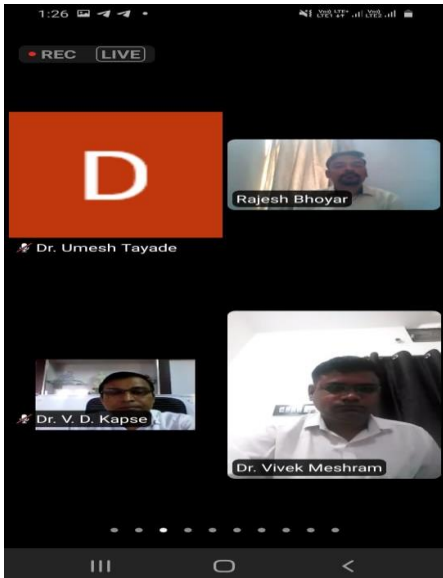 1:26
REC LIVE
D
Rajesh Bhoyar
Dr. Umesh Tayade
Dr. V. D. Kapse
Dr. Vivek Meshram